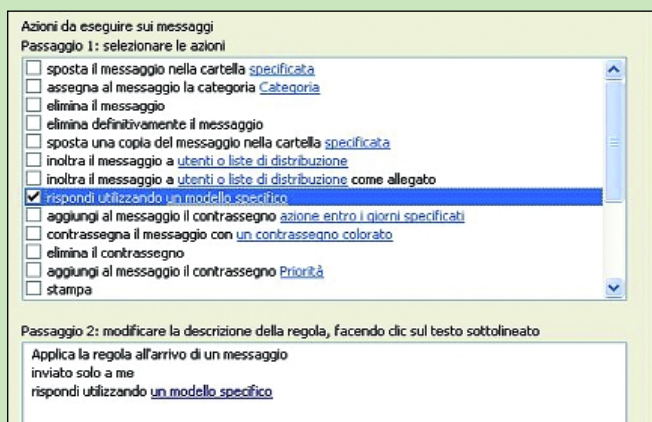 Azioni da eseguire sui messaggi
Passaggio 1: selezionare le azioni
sposta il messaggio nella cartella specificata
assegna al messaggio la categoria Categoria
elimina il messaggio
elimina definitivamente il messaggio
sposta una copia del messaggio nella cartella specificata
inoltra il messaggio a utenti o liste di distribuzione
inoltra il messaggio a utenti o liste di distribuzione come allegato
rispondi utilizzando un modello specifico
aggiungi al messaggio il contrassegno azione entro i giorni specificati
contrassegna il messaggio con un contrassegno colorato
elimina il contrassegno
aggiungi al messaggio il contrassegno Priorità
stampa
Passaggio 2: modificare la descrizione della regola, facendo clic sul testo sottolineato
Applica la regola all'arrivo di un messaggio
inviato solo a me
rispondi utilizzando un modello specifico